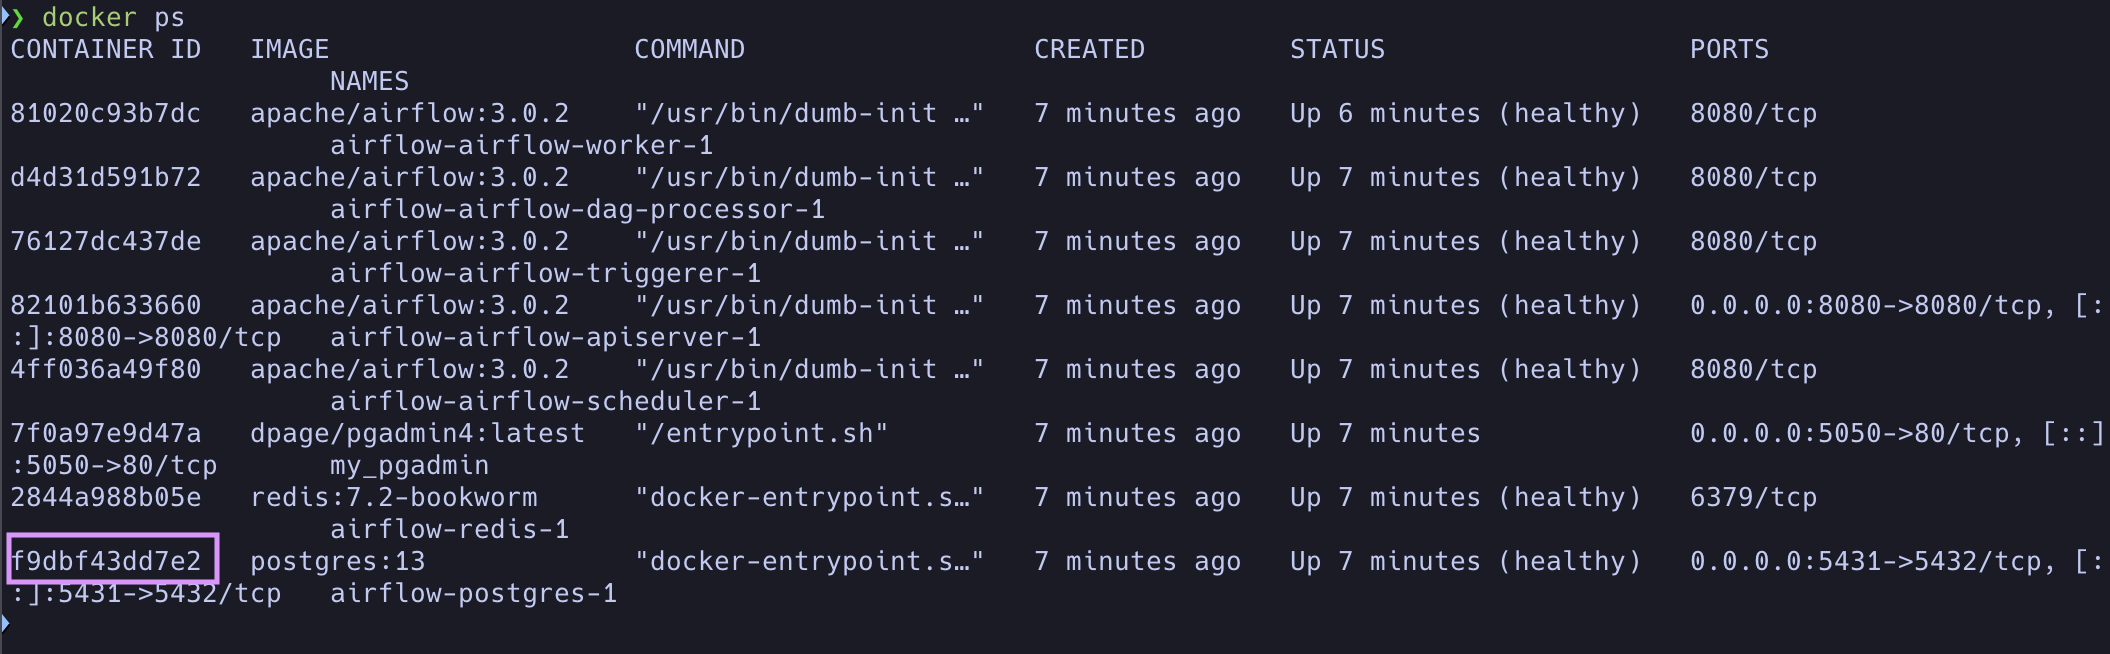 ❯ docker ps
CONTAINER ID   IMAGE                   COMMAND                  CREATED         STATUS                   PORTS
                    NAMES
81020c93b7dc   apache/airflow:3.0.2    "/usr/bin/dumb-init …"   7 minutes ago   Up 6 minutes (healthy)   8080/tcp
                    airflow-airflow-worker-1
d4d31d591b72   apache/airflow:3.0.2    "/usr/bin/dumb-init …"   7 minutes ago   Up 7 minutes (healthy)   8080/tcp
                    airflow-airflow-dag-processor-1
76127dc437de   apache/airflow:3.0.2    "/usr/bin/dumb-init …"   7 minutes ago   Up 7 minutes (healthy)   8080/tcp
                    airflow-airflow-triggerer-1
82101b633660   apache/airflow:3.0.2    "/usr/bin/dumb-init …"   7 minutes ago   Up 7 minutes (healthy)   0.0.0.0:8080->8080/tcp, [:
:]:8080->8080/tcp   airflow-airflow-apiserver-1
4ff036a49f80   apache/airflow:3.0.2    "/usr/bin/dumb-init …"   7 minutes ago   Up 7 minutes (healthy)   8080/tcp
                    airflow-airflow-scheduler-1
7f0a97e9d47a   dpage/pgadmin4:latest   "/entrypoint.sh"         7 minutes ago   Up 7 minutes             0.0.0.0:5050->80/tcp, [::]
:5050->80/tcp       my_pgadmin
2844a988b05e   redis:7.2-bookworm      "docker-entrypoint.s…"   7 minutes ago   Up 7 minutes (healthy)   6379/tcp
                    airflow-redis-1
f9dbf43dd7e2   postgres:13             "docker-entrypoint.s…"   7 minutes ago   Up 7 minutes (healthy)   0.0.0.0:5431->5432/tcp, [:
:]:5431->5432/tcp   airflow-postgres-1